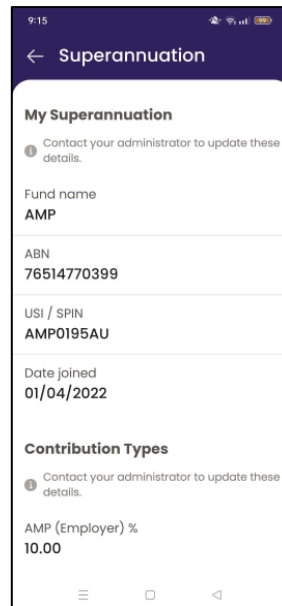 9:15
99
Superannuation
My Superannuation
Contact your administrator to update these
details.
Fund name
AMP
ABN
76514770399
USI / SPIN
AMP0195AU
Date joined
01/04/2022
Contribution Types
Contact your administrator to update these
details.
AMP (Employer) %
10.00